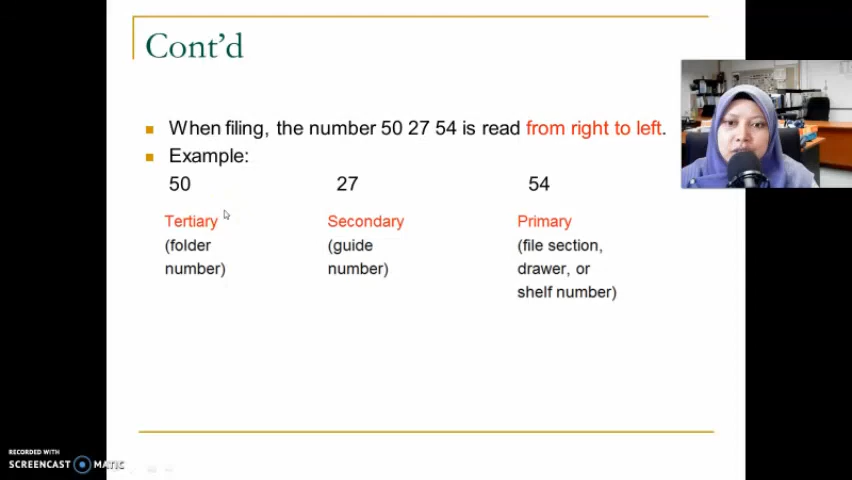 Cont'd
When filing, the number 50 27 54 is read from right to left.
Example:
50 27 54
Tertiary Secondary Primary
(folder (guide (file section,
number) number) drawer, or
shelf number)
RECORDED WITH
SCREENCAST MATIC